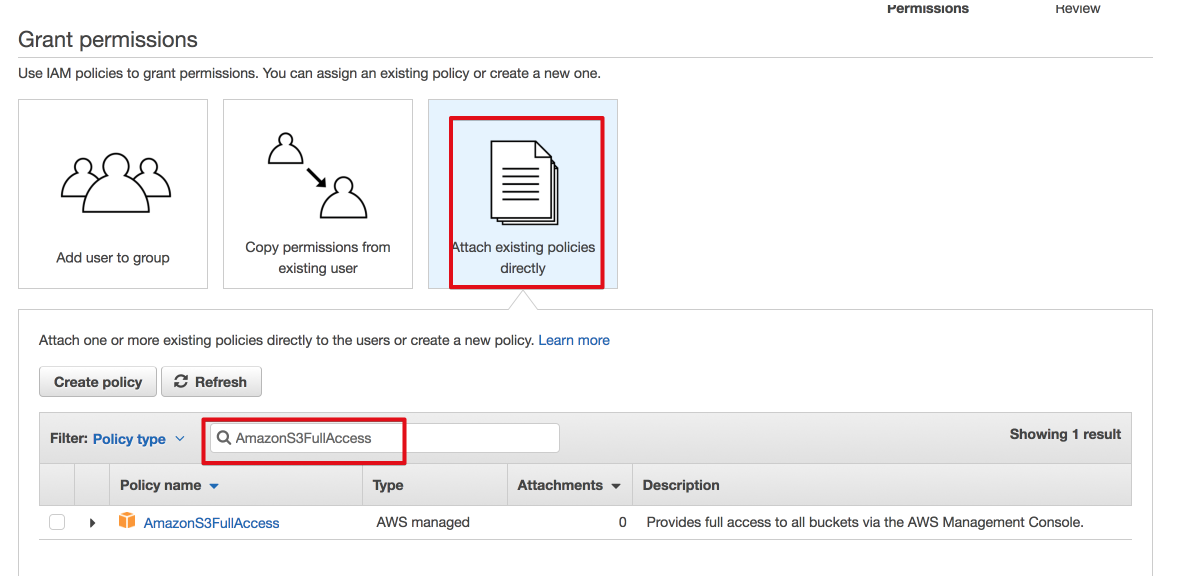 Permissions Review
Grant permissions
Use IAM policies to grant permissions. You can assign an existing policy or create a new one.
Add user to group
Copy permissions from
existing user
Attach existing policies
directly
Attach one or more existing policies directly to the users or create a new policy. Learn more
Create policy Refresh
Filter: Policy type AmazonS3FullAccess Showing 1 result
Policy name Type Attachments Description
AmazonS3FullAccess AWS managed 0 Provides full access to all buckets via the AWS Management Console.